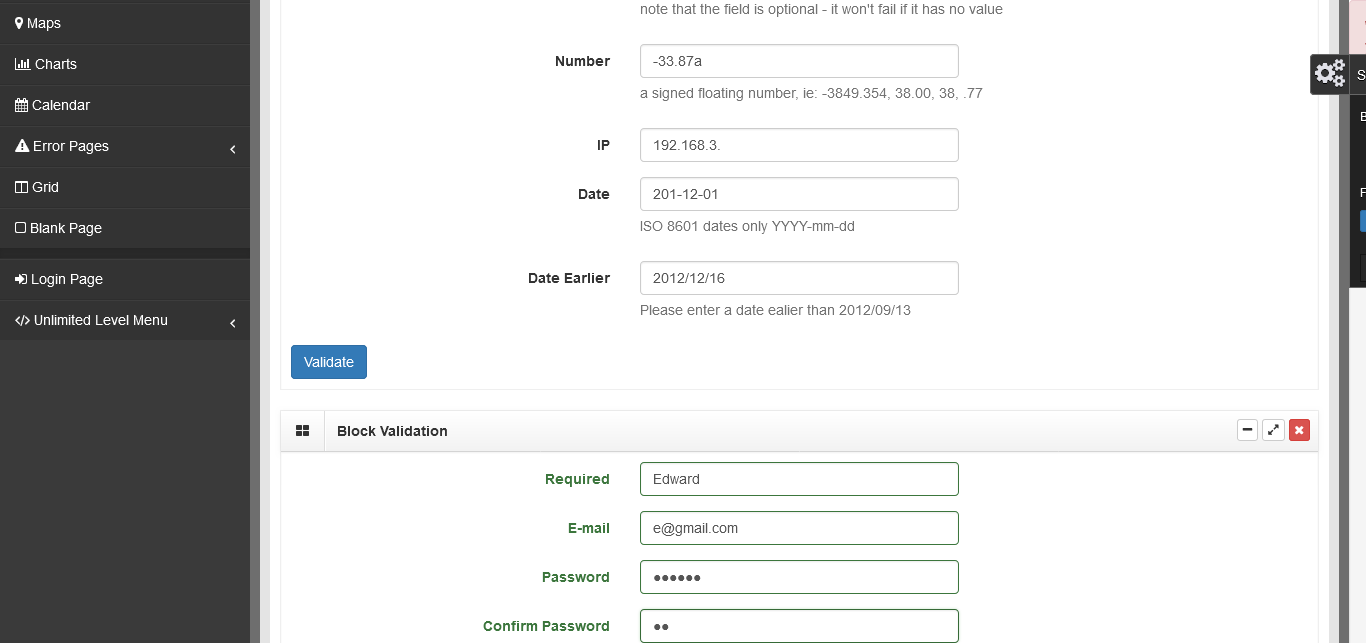 Maps
Charts
Calendar
Error Pages
Grid
Blank Page
Login Page
Unlimited Level Menu
note that the field is optional - it won't fail if it has no value
Number
-33.87a
a signed floating number, ie: -3849.354, 38.00, 38, .77
IP
192.168.3.
Date
201-12-01
ISO 8601 dates only YYYY-mm-dd
Date Earlier
2012/12/16
Please enter a date ealier than 2012/09/13
Validate
Block Validation
Required
Edward
E-mail
e@gmail.com
Password
●●●●●●
Confirm Password
●●